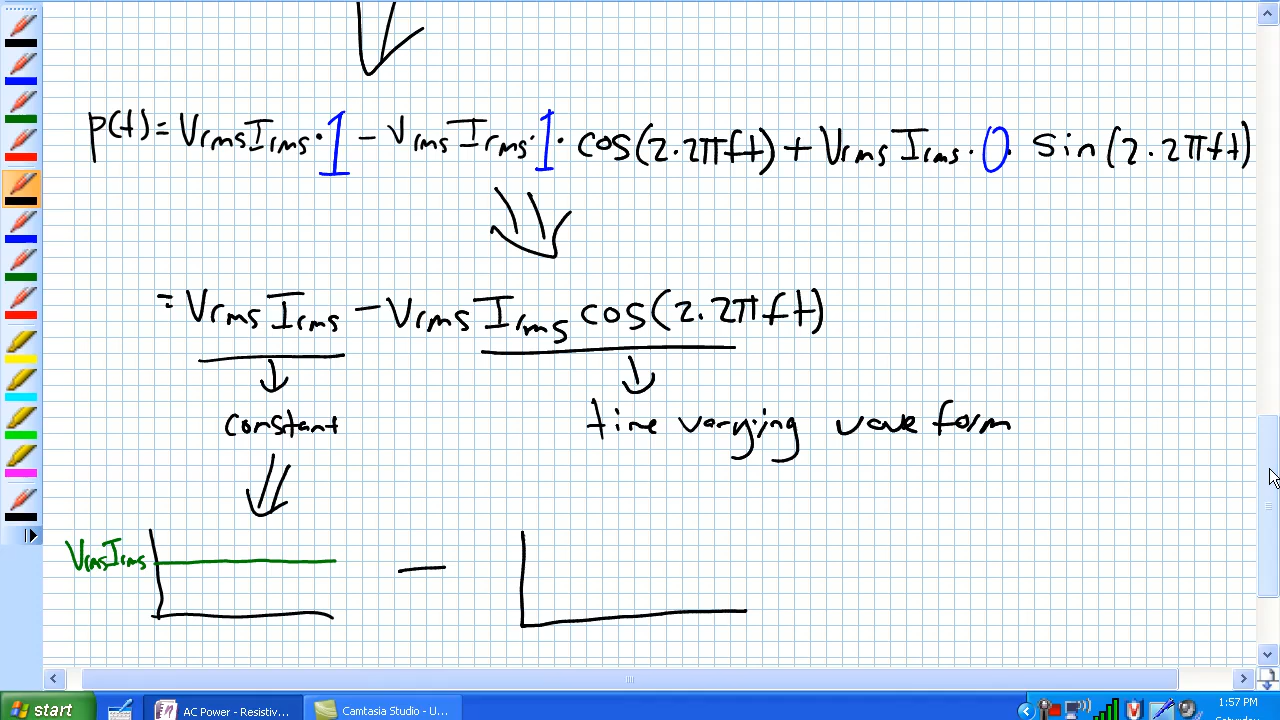 p(t) = VrmsIrms · 1 - VrmsIrms · 1 · cos(2·2πft) + VrmsIrms · 0 · sin(2·2πft)
= VrmsIrms - VrmsIrms cos(2·2πft)
constant
time varying wave form
VrmsIrms
-
start
AC Power - Resistiv...
Camtasia Studio - U...
1:57 PM
Saturday